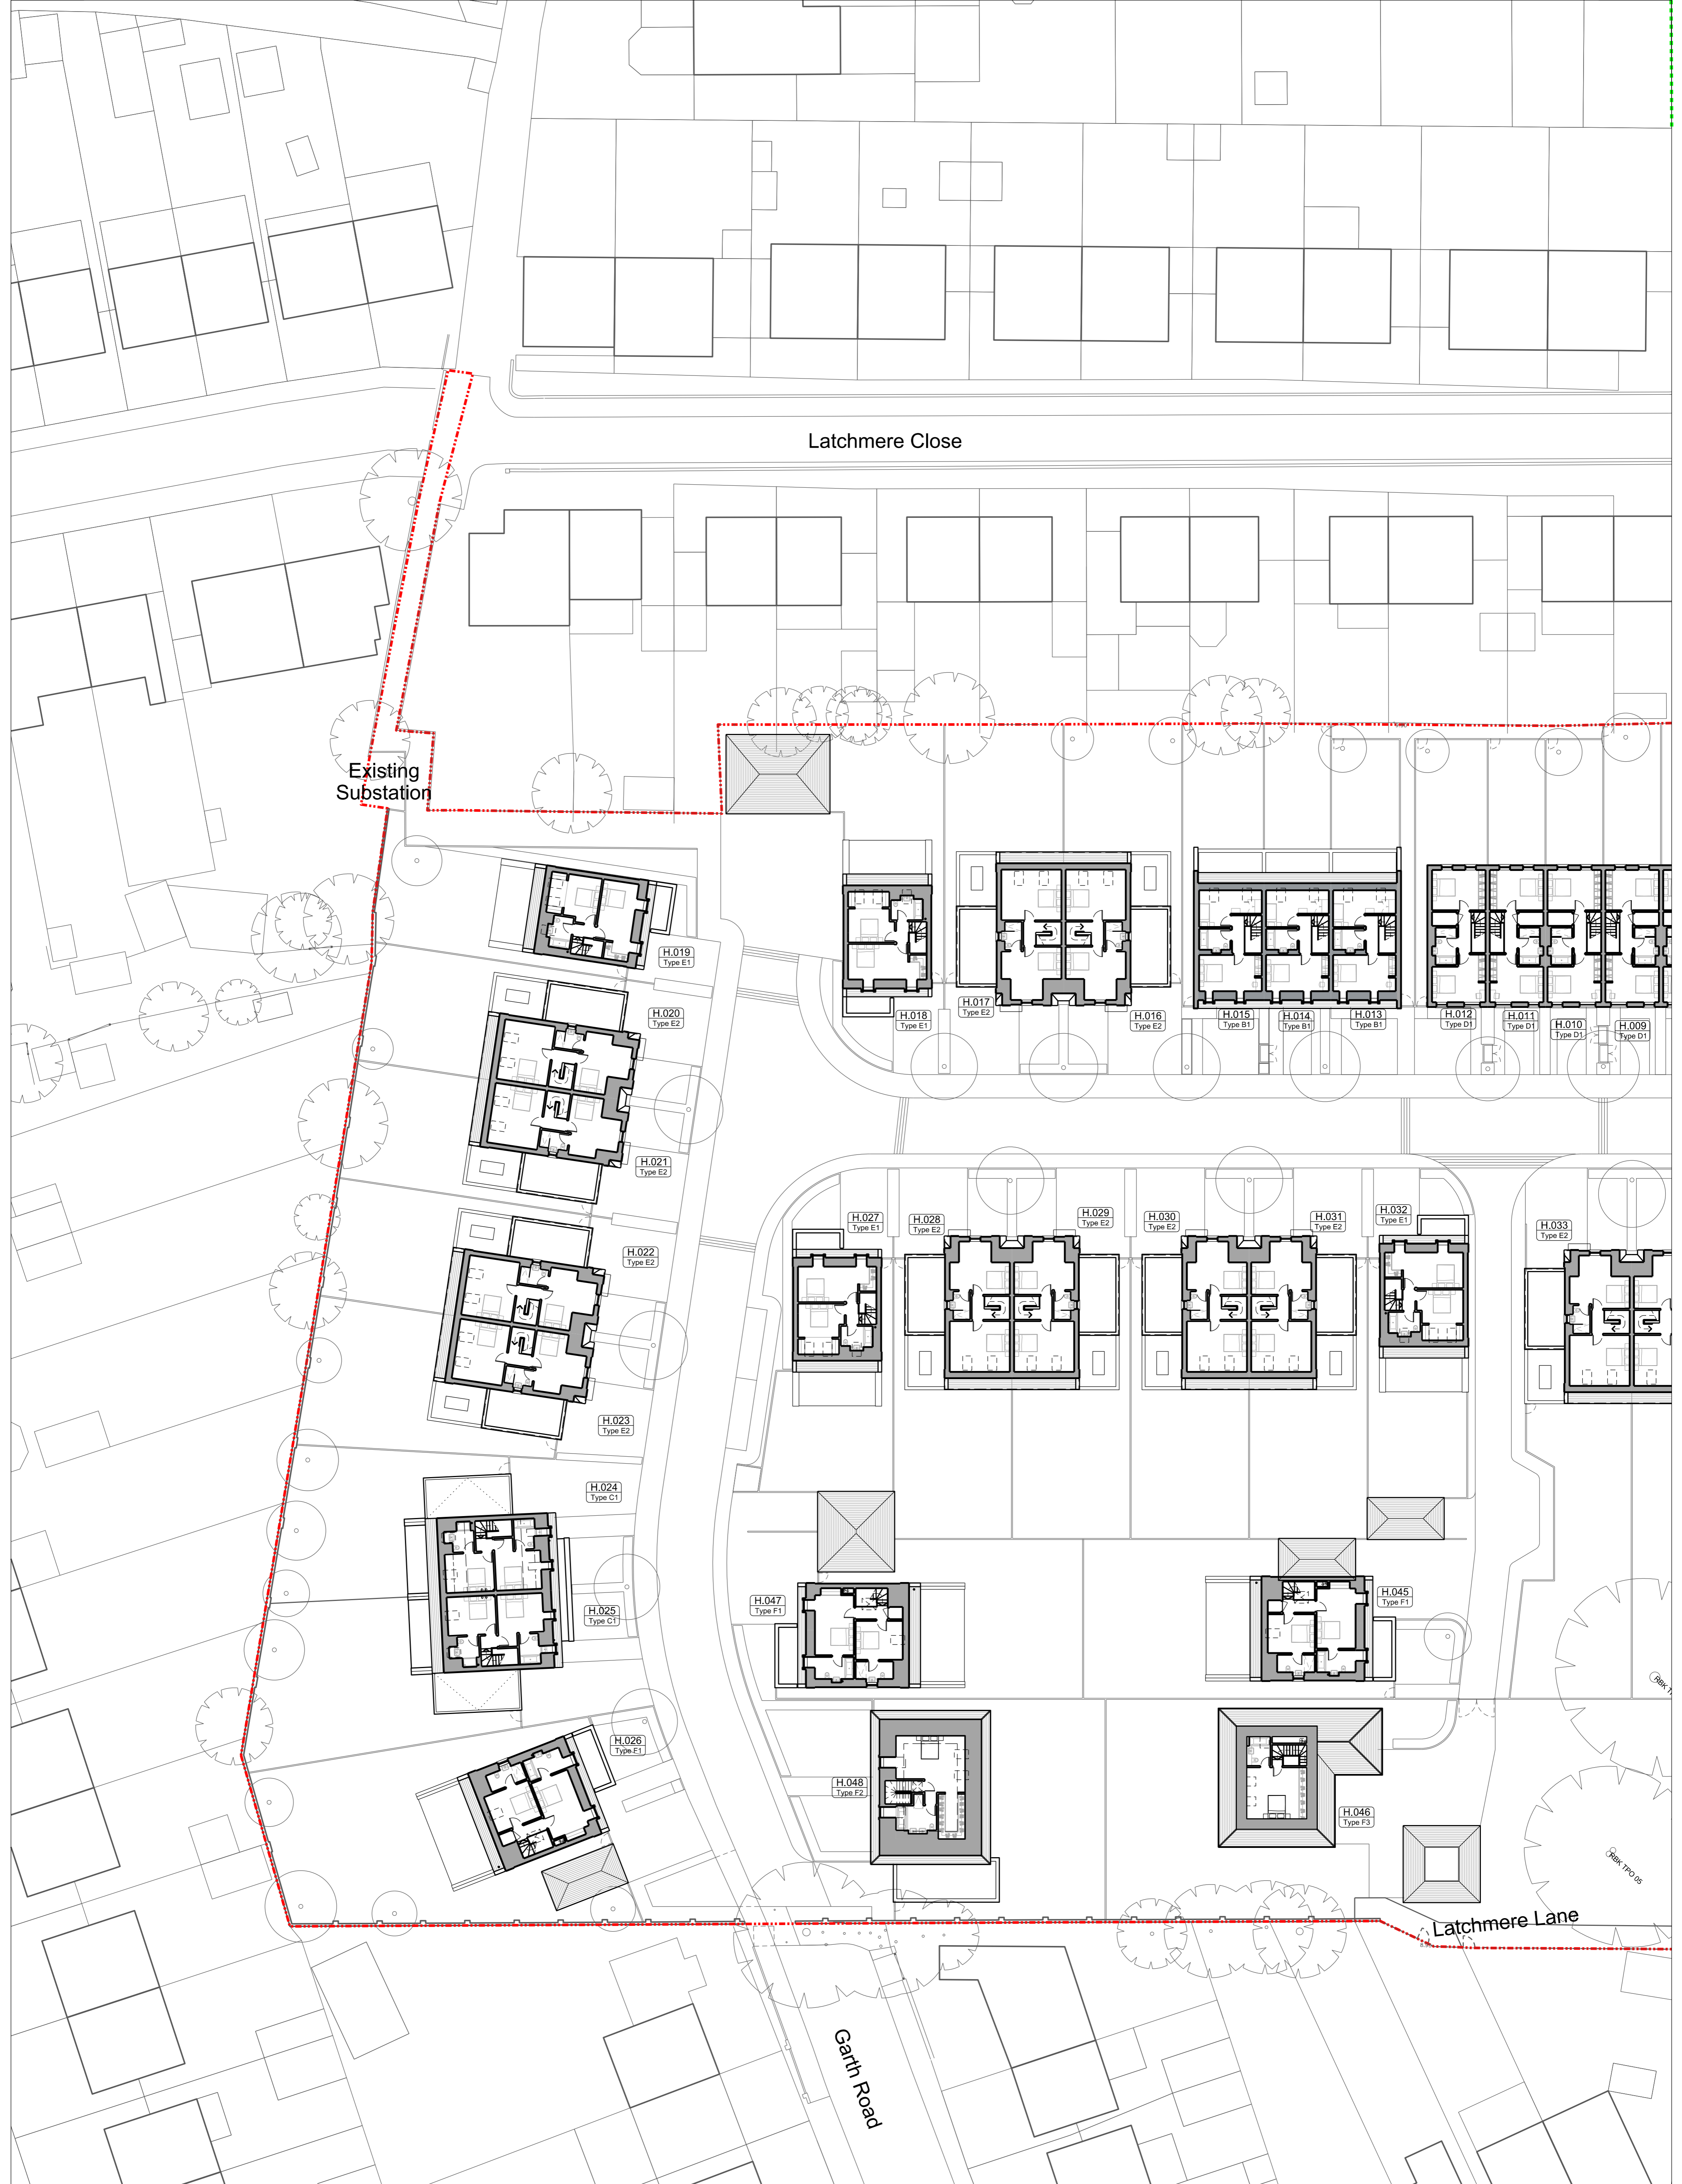 Latchmere Close
Existing
Substation
H.019
Type E1
H.020
Type E2
H.018
Type E1
H.017
Type E2
H.016
Type E2
H.015
Type B1
H.014
Type B1
H.013
Type B1
H.012
Type D1
H.011
Type D1
H.010
Type D1
H.009
Type D1
H.021
Type E2
H.022
Type E2
H.027
Type E1
H.028
Type E2
H.029
Type E2
H.030
Type E2
H.031
Type E2
H.032
Type E1
H.033
Type E2
H.023
Type E2
H.024
Type C1
H.025
Type C1
H.047
Type F1
H.045
Type F1
H.026
Type F1
H.048
Type F2
H.046
Type F3
RBK TPO 05
Latchmere Lane
Garth Road